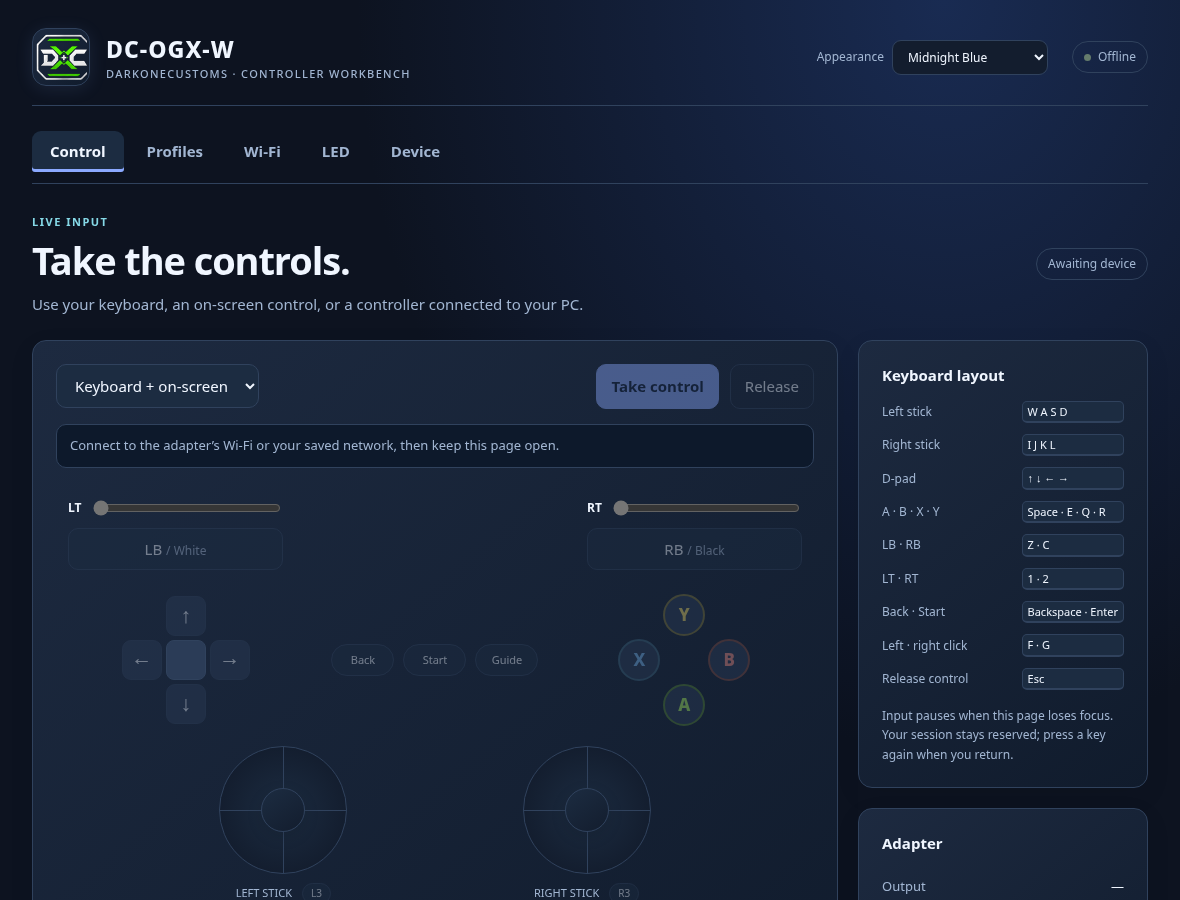 DXC
DC-OGX-W
DARKONECUSTOMS · CONTROLLER WORKBENCH
Appearance
Midnight Blue
Offline
Control
Profiles
Wi-Fi
LED
Device
LIVE INPUT
Take the controls.
Awaiting device
Use your keyboard, an on-screen control, or a controller connected to your PC.
Keyboard + on-screen
Take control
Release
Connect to the adapter’s Wi-Fi or your saved network, then keep this page open.
LT
RT
LB / White
RB / Black
↑
← →
↓
Back
Start
Guide
Y
X
B
A
LEFT STICK L3
RIGHT STICK R3
Keyboard layout
Left stick W A S D
Right stick I J K L
D-pad ↑ ↓ ← →
A · B · X · Y Space · E · Q · R
LB · RB Z · C
LT · RT 1 · 2
Back · Start Backspace · Enter
Left · right click F · G
Release control Esc
Input pauses when this page loses focus.
Your session stays reserved; press a key
again when you return.
Adapter
Output —